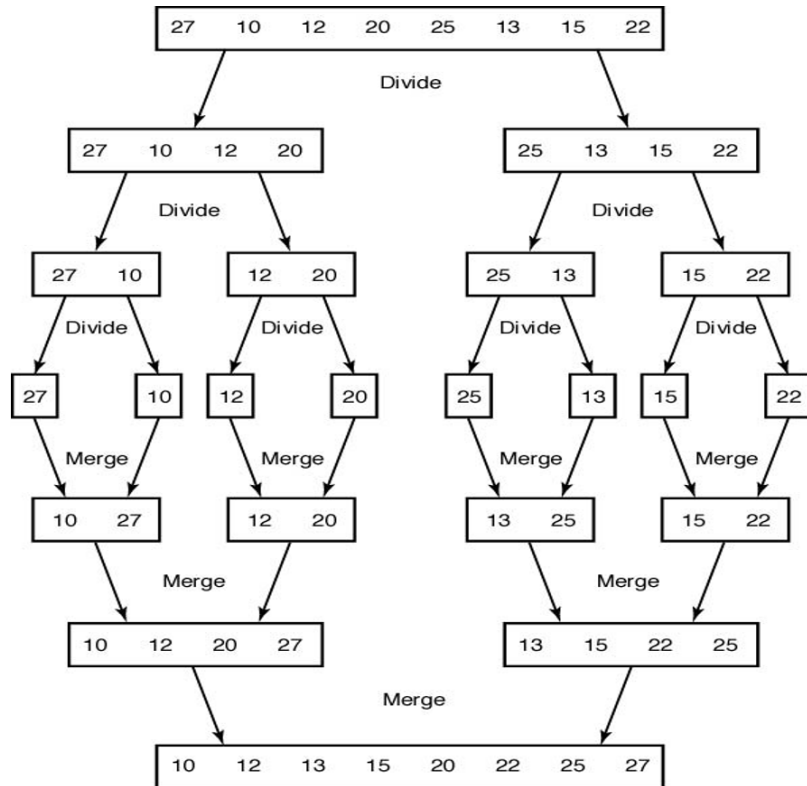 27 10 12 20 25 13 15 22
Divide
27 10 12 20 25 13 15 22
Divide Divide
27 10 12 20 25 13 15 22
Divide Divide Divide Divide
27 10 12 20 25 13 15 22
Merge Merge Merge Merge
10 27 12 20 13 25 15 22
Merge Merge
10 12 20 27 13 15 22 25
Merge
10 12 13 15 20 22 25 27